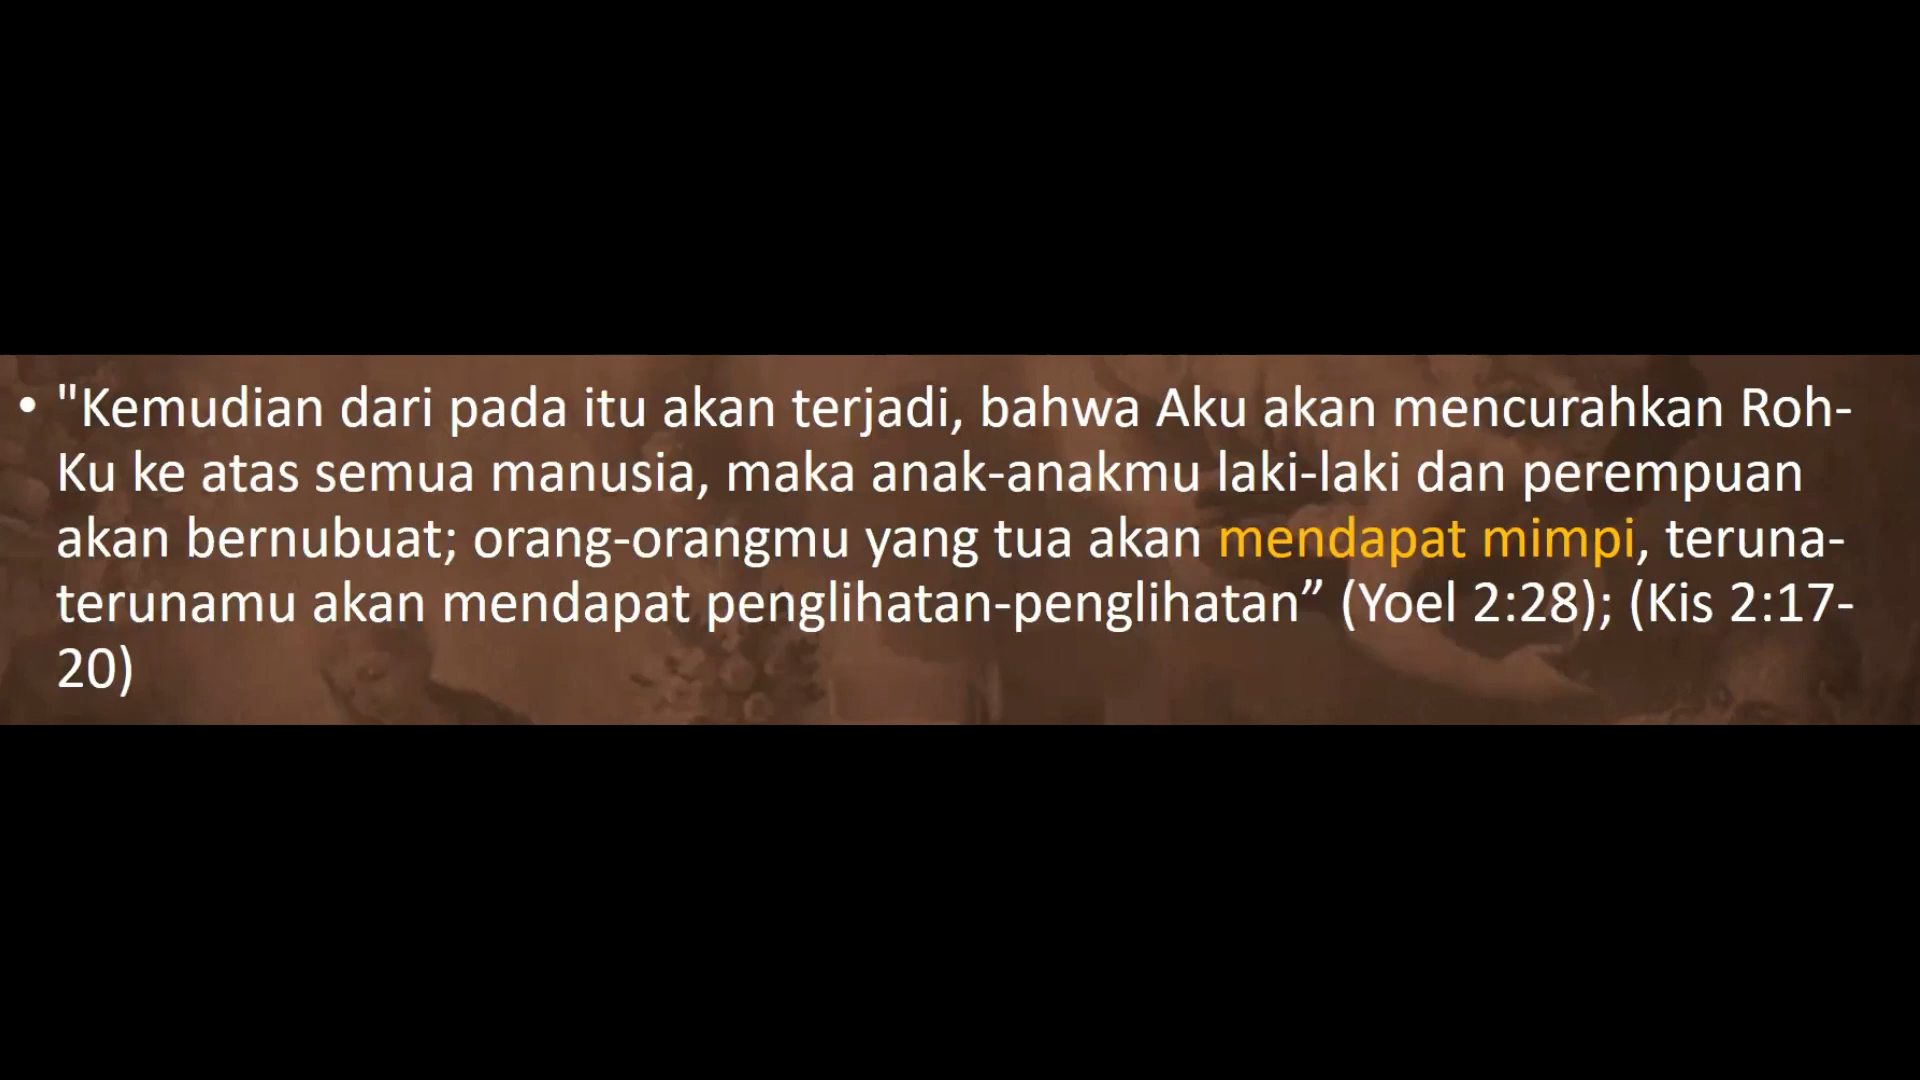 • "Kemudian dari pada itu akan terjadi, bahwa Aku akan mencurahkan Roh-
Ku ke atas semua manusia, maka anak-anakmu laki-laki dan perempuan
akan bernubuat; orang-orangmu yang tua akan mendapat mimpi, teruna-
terunamu akan mendapat penglihatan-penglihatan” (Yoel 2:28); (Kis 2:17-
20)